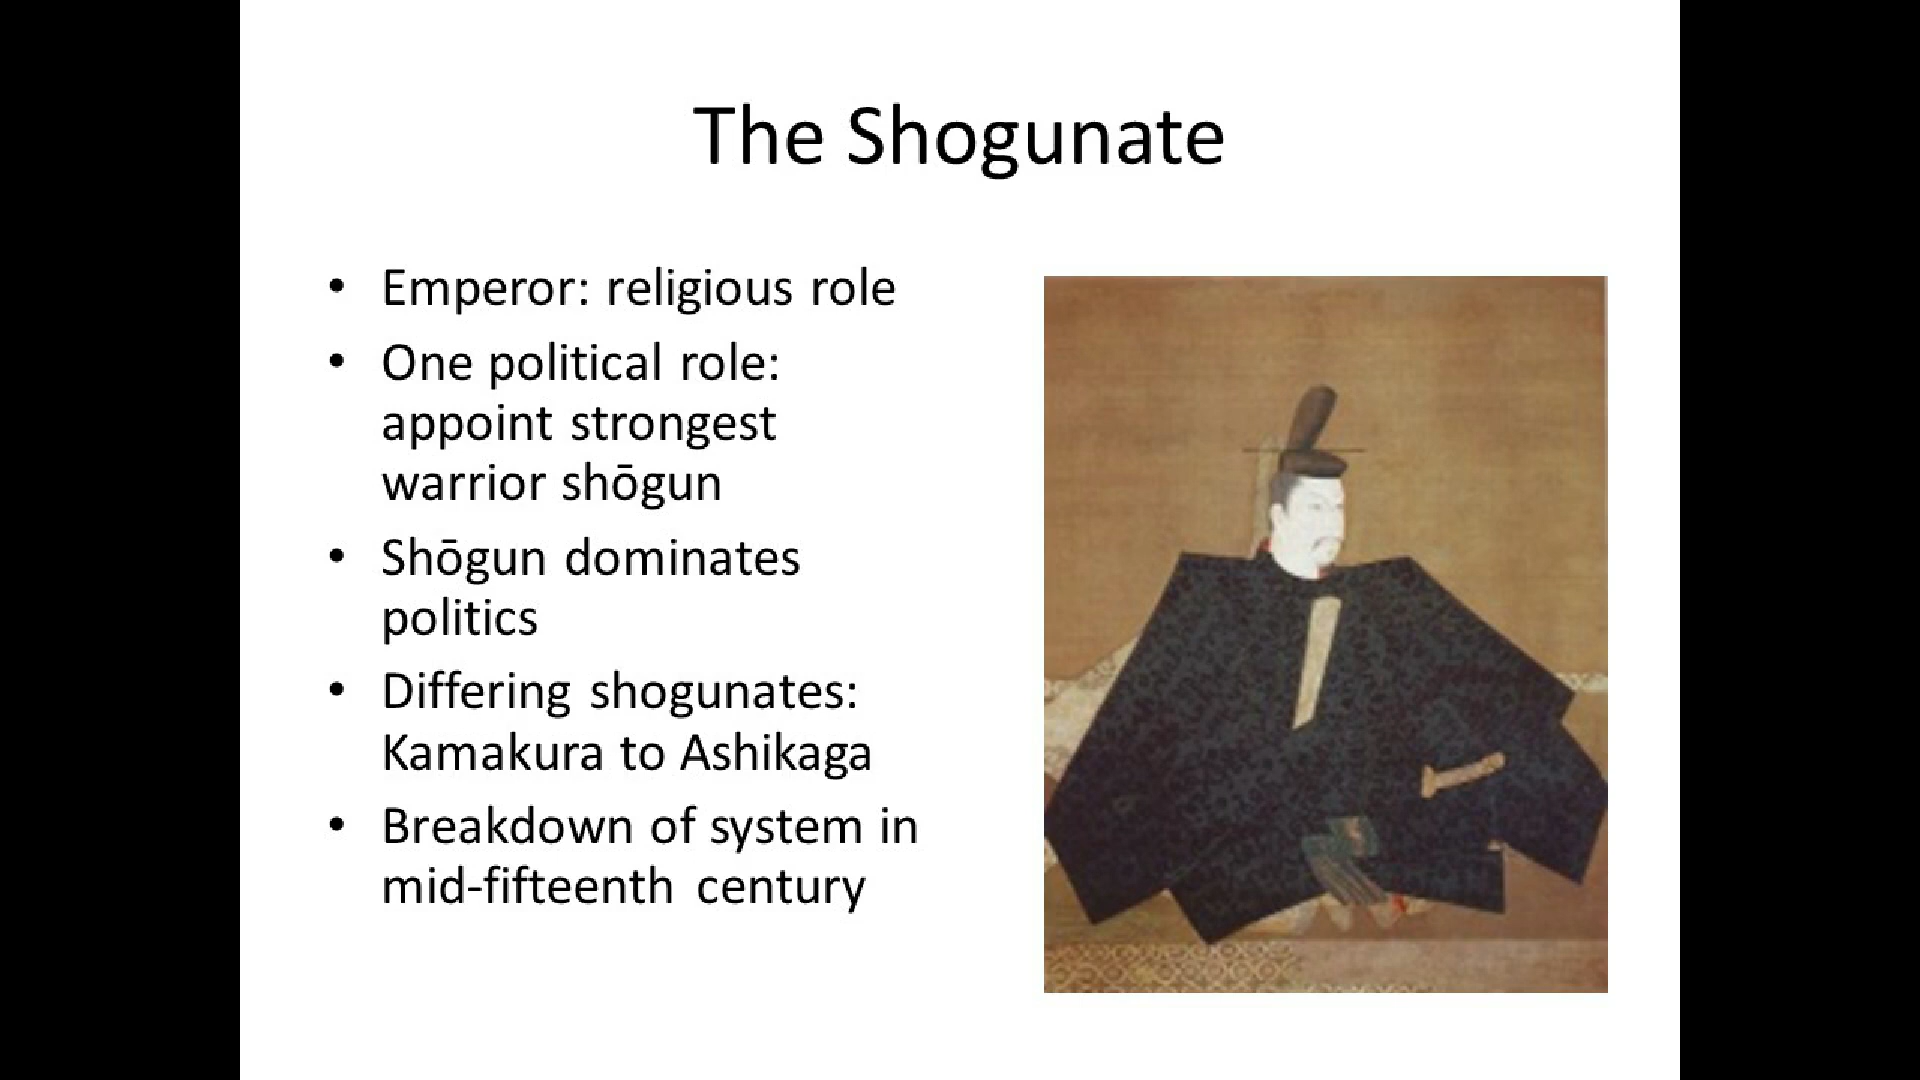 The Shogunate
• Emperor: religious role
• One political role:
appoint strongest
warrior shōgun
• Shōgun dominates
politics
• Differing shogunates:
Kamakura to Ashikaga
• Breakdown of system in
mid-fifteenth century